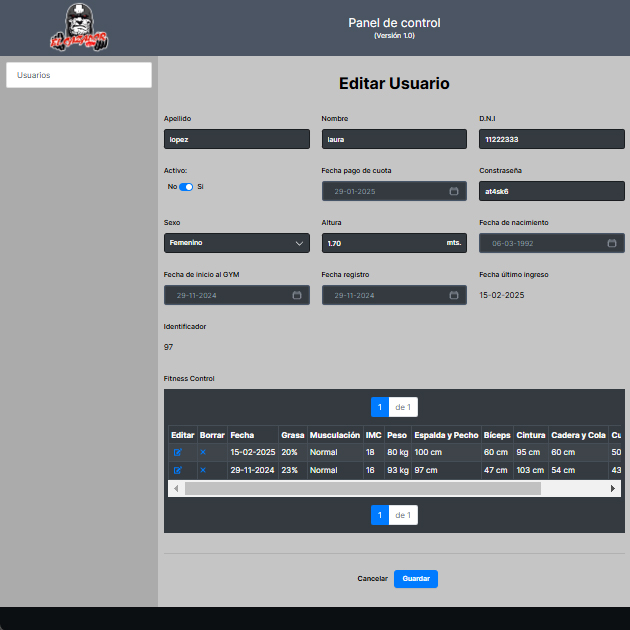 Panel de control
(Versión 1.0)
Usuarios
Editar Usuario
Apellido Nombre D.N.I
lopez laura 11222333
Activo: Fecha pago de cuota Constraseña
No Si 29-01-2025 at4sk6
Sexo Altura Fecha de nacimiento
Femenino 1.70 mts. 06-03-1992
Fecha de inicio al GYM Fecha registro Fecha último ingreso
29-11-2024 29-11-2024 15-02-2025
Identificador
97
Fitness Control
1 de 1
Editar Borrar Fecha Grasa Musculación IMC Peso Espalda y Pecho Bíceps Cintura Cadera y Cola Cu
15-02-2025 20% Normal 18 80 kg 100 cm 60 cm 95 cm 60 cm 50
29-11-2024 23% Normal 16 93 kg 97 cm 47 cm 103 cm 54 cm 43
1 de 1
Cancelar Guardar